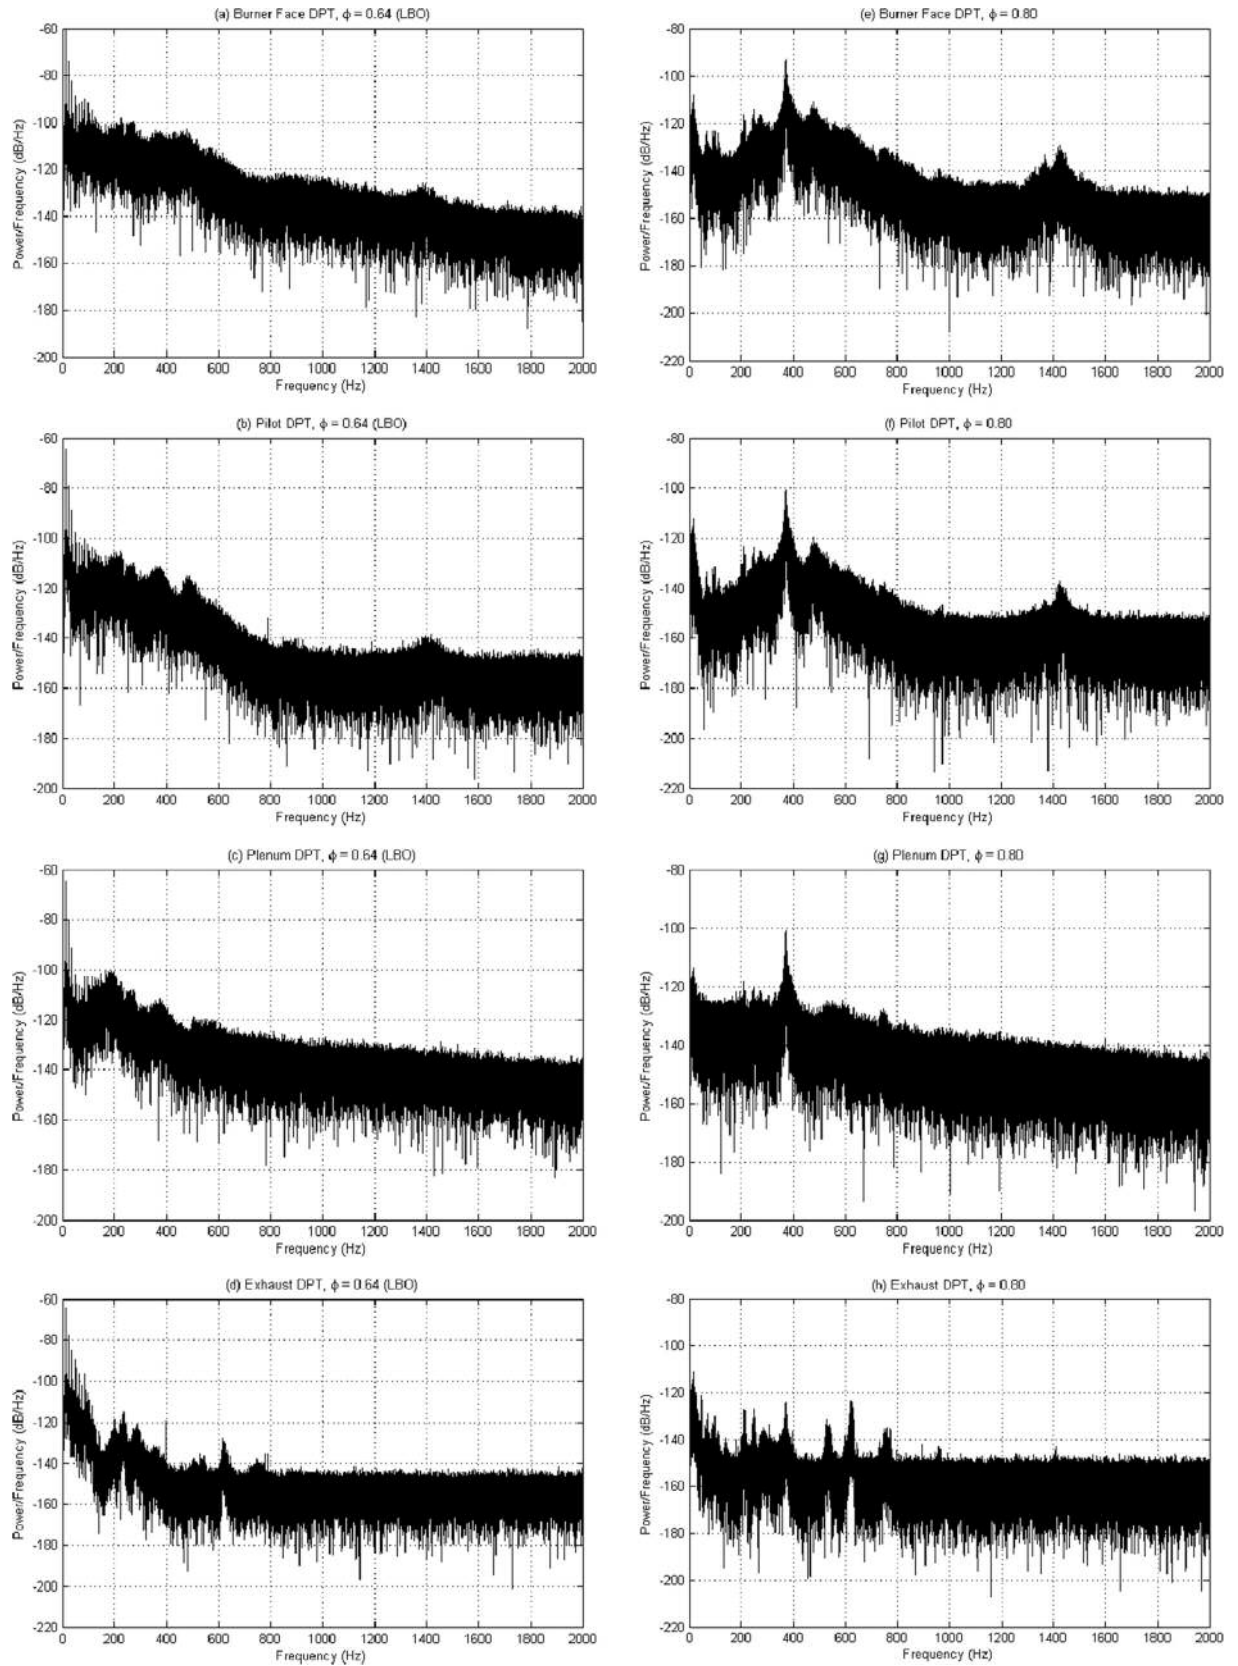 (a) Burner Face DPT, ϕ = 0.64 (LBO)
-60
-80
-100
-120
-140
-160
-180
-200
Power/Frequency (dB/Hz)
0 200 400 600 800 1000 1200 1400 1600 1800 2000
Frequency (Hz)
(e) Burner Face DPT, ϕ = 0.80
-80
-100
-120
-140
-160
-180
-200
-220
Power/Frequency (dB/Hz)
0 200 400 600 800 1000 1200 1400 1600 1800 2000
Frequency (Hz)
(b) Pilot DPT, ϕ = 0.64 (LBO)
-60
-80
-100
-120
-140
-160
-180
-200
Power/Frequency (dB/Hz)
0 200 400 600 800 1000 1200 1400 1600 1800 2000
Frequency (Hz)
(f) Pilot DPT, ϕ = 0.80
-80
-100
-120
-140
-160
-180
-200
-220
Power/Frequency (dB/Hz)
0 200 400 600 800 1000 1200 1400 1600 1800 2000
Frequency (Hz)
(c) Plenum DPT, ϕ = 0.64 (LBO)
-60
-80
-100
-120
-140
-160
-180
-200
Power/Frequency (dB/Hz)
0 200 400 600 800 1000 1200 1400 1600 1800 2000
Frequency (Hz)
(g) Plenum DPT, ϕ = 0.80
-80
-100
-120
-140
-160
-180
-200
Power/Frequency (dB/Hz)
0 200 400 600 800 1000 1200 1400 1600 1800 2000
Frequency (Hz)
(d) Exhaust DPT, ϕ = 0.64 (LBO)
-60
-80
-100
-120
-140
-160
-180
-200
-220
Power/Frequency (dB/Hz)
0 200 400 600 800 1000 1200 1400 1600 1800 2000
Frequency (Hz)
(h) Exhaust DPT, ϕ = 0.80
-80
-100
-120
-140
-160
-180
-200
-220
Power/Frequency (dB/Hz)
0 200 400 600 800 1000 1200 1400 1600 1800 2000
Frequency (Hz)